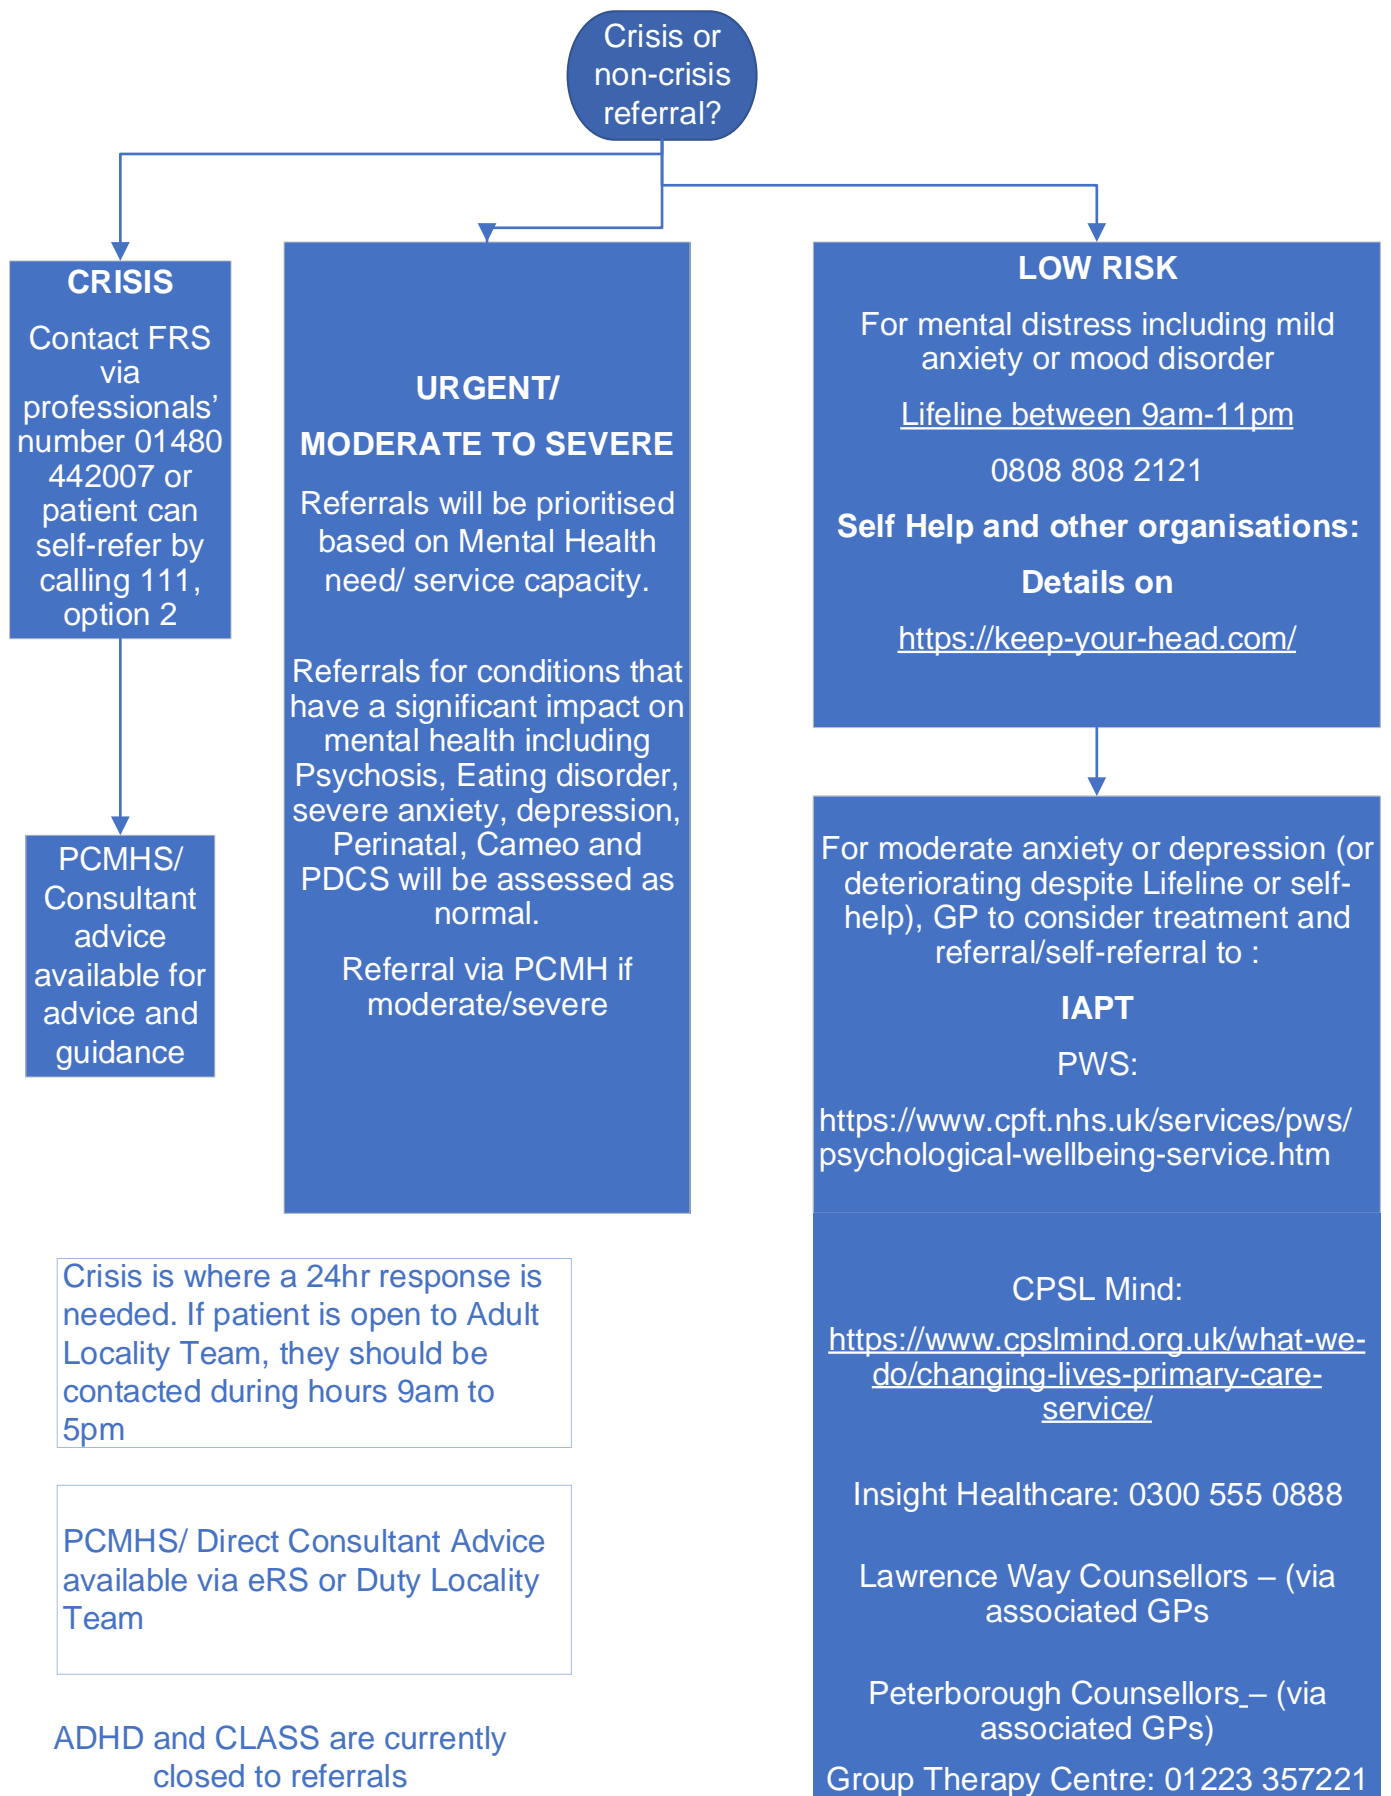 Crisis or
non-crisis
referral?
CRISIS
Contact FRS
via
professionals’
number 01480
442007 or
patient can
self-refer by
calling 111,
option 2
PCMHS/
Consultant
advice
available for
advice and
guidance
URGENT/
MODERATE TO SEVERE
Referrals will be prioritised
based on Mental Health
need/ service capacity.
Referrals for conditions that
have a significant impact on
mental health including
Psychosis, Eating disorder,
severe anxiety, depression,
Perinatal, Cameo and
PDCS will be assessed as
normal.
Referral via PCMH if
moderate/severe
LOW RISK
For mental distress including mild
anxiety or mood disorder
Lifeline between 9am-11pm
0808 808 2121
Self Help and other organisations:
Details on
https://keep-your-head.com/
For moderate anxiety or depression (or
deteriorating despite Lifeline or self-
help), GP to consider treatment and
referral/self-referral to :
IAPT
PWS:
https://www.cpft.nhs.uk/services/pws/
psychological-wellbeing-service.htm
CPSL Mind:
https://www.cpslmind.org.uk/what-we-
do/changing-lives-primary-care-
service/
Insight Healthcare: 0300 555 0888
Lawrence Way Counsellors – (via
associated GPs
Peterborough Counsellors – (via
associated GPs)
Group Therapy Centre: 01223 357221
Crisis is where a 24hr response is
needed. If patient is open to Adult
Locality Team, they should be
contacted during hours 9am to
5pm
PCMHS/ Direct Consultant Advice
available via eRS or Duty Locality
Team
ADHD and CLASS are currently
closed to referrals